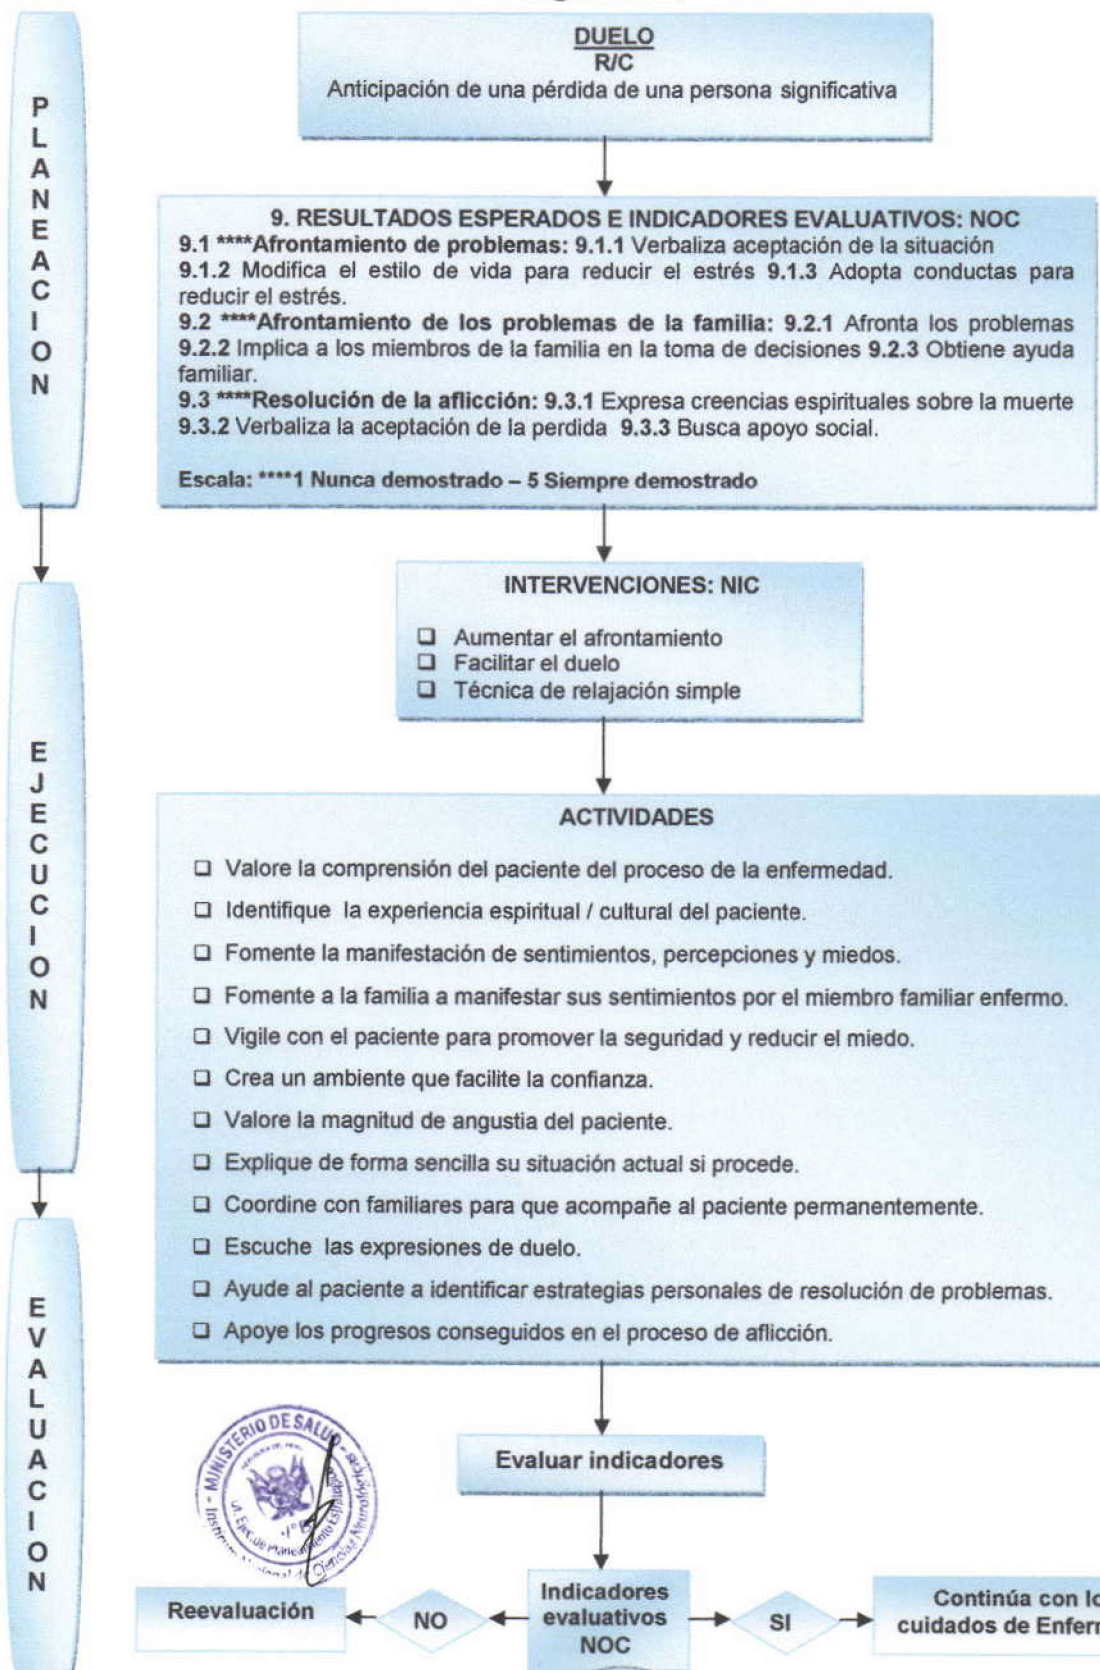 PLANEACION
DUELO
R/C
Anticipación de una pérdida de una persona significativa
9. RESULTADOS ESPERADOS E INDICADORES EVALUATIVOS: NOC
9.1 ****Afrontamiento de problemas: 9.1.1 Verbaliza aceptación de la situación
9.1.2 Modifica el estilo de vida para reducir el estrés 9.1.3 Adopta conductas para
reducir el estrés.
9.2 ****Afrontamiento de los problemas de la familia: 9.2.1 Afronta los problemas
9.2.2 Implica a los miembros de la familia en la toma de decisiones 9.2.3 Obtiene ayuda
familiar.
9.3 ****Resolución de la aflicción: 9.3.1 Expresa creencias espirituales sobre la muerte
9.3.2 Verbaliza la aceptación de la perdida 9.3.3 Busca apoyo social.
Escala: ****1 Nunca demostrado – 5 Siempre demostrado
EJECUCION
INTERVENCIONES: NIC
❑ Aumentar el afrontamiento
❑ Facilitar el duelo
❑ Técnica de relajación simple
ACTIVIDADES
❑ Valore la comprensión del paciente del proceso de la enfermedad.
❑ Identifique la experiencia espiritual / cultural del paciente.
❑ Fomente la manifestación de sentimientos, percepciones y miedos.
❑ Fomente a la familia a manifestar sus sentimientos por el miembro familiar enfermo.
❑ Vigile con el paciente para promover la seguridad y reducir el miedo.
❑ Crea un ambiente que facilite la confianza.
❑ Valore la magnitud de angustia del paciente.
❑ Explique de forma sencilla su situación actual si procede.
❑ Coordine con familiares para que acompañe al paciente permanentemente.
❑ Escuche las expresiones de duelo.
❑ Ayude al paciente a identificar estrategias personales de resolución de problemas.
❑ Apoye los progresos conseguidos en el proceso de aflicción.
EVALUACION
MINISTERIO DE SALUD
Evaluar indicadores
Reevaluación
NO
Indicadores
evaluativos
NOC
SI
Continúa con lo
cuidados de Enferm